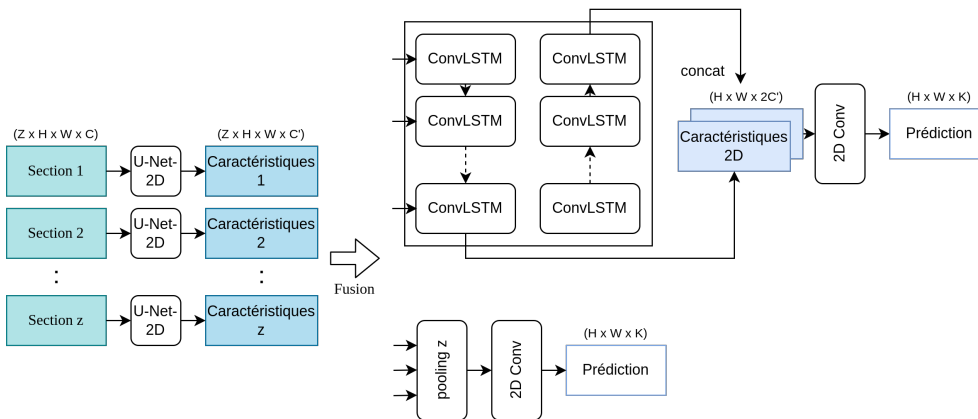 (Z x H x W x C)
(Z x H x W x C')
Section 1
U-Net-
2D
Caractéristiques
1
Section 2
U-Net-
2D
Caractéristiques
2
:
:
Section z
U-Net-
2D
Caractéristiques
z
Fusion
ConvLSTM
ConvLSTM
ConvLSTM
ConvLSTM
ConvLSTM
ConvLSTM
concat
(H x W x 2C')
Caractéristiques
2D
2D Conv
(H x W x K)
Prédiction
pooling z
2D Conv
(H x W x K)
Prédiction